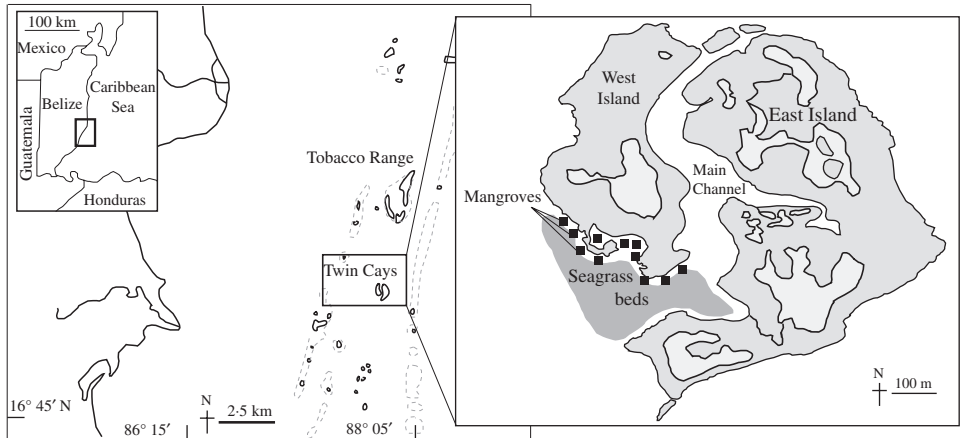 100 km
Mexico
Caribbean
Sea
Belize
Guatemala
Honduras
Tobacco Range
Twin Cays
16° 45′ N
86° 15′
N
2·5 km
88° 05′
West
Island
East Island
Main
Channel
Mangroves
Seagrass
beds
N
100 m